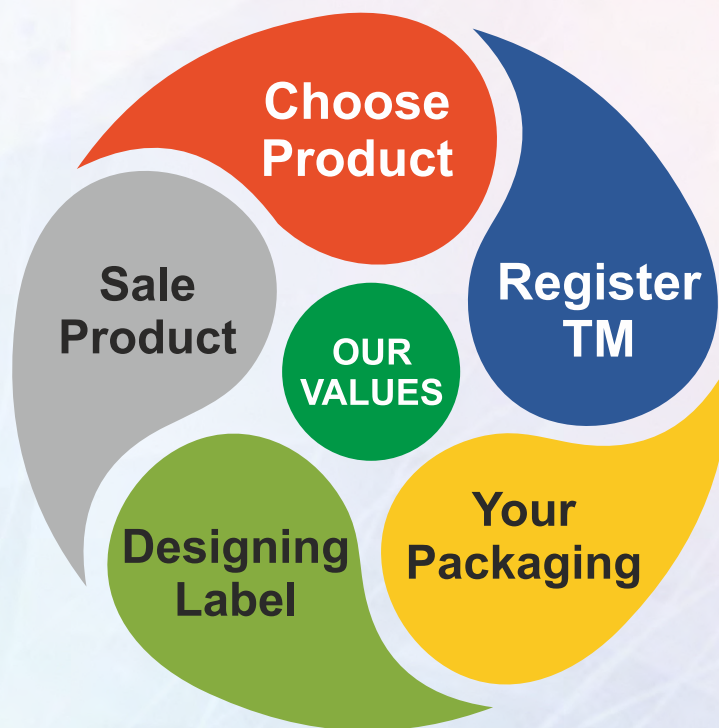 Choose
Product
Register
TM
Your
Packaging
Designing
Label
Sale
Product
OUR
VALUES